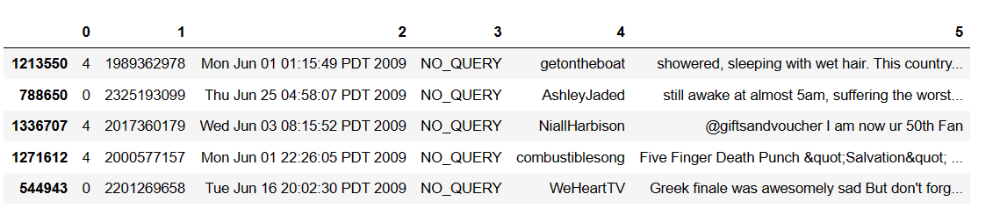 0 1 2 3 4 5
1213550 4 1989362978 Mon Jun 01 01:15:49 PDT 2009 NO_QUERY getontheboat showered, sleeping with wet hair. This country...
788650 0 2325193099 Thu Jun 25 04:58:07 PDT 2009 NO_QUERY AshleyJaded still awake at almost 5am, suffering the worst...
1336707 4 2017360179 Wed Jun 03 08:15:52 PDT 2009 NO_QUERY NiallHarbison @giftsandvoucher I am now ur 50th Fan
1271612 4 2000577157 Mon Jun 01 22:26:05 PDT 2009 NO_QUERY combustiblesong Five Finger Death Punch &quot;Salvation&quot; ...
544943 0 2201269658 Tue Jun 16 20:02:30 PDT 2009 NO_QUERY WeHeartTV Greek finale was awesomely sad But don't forg...